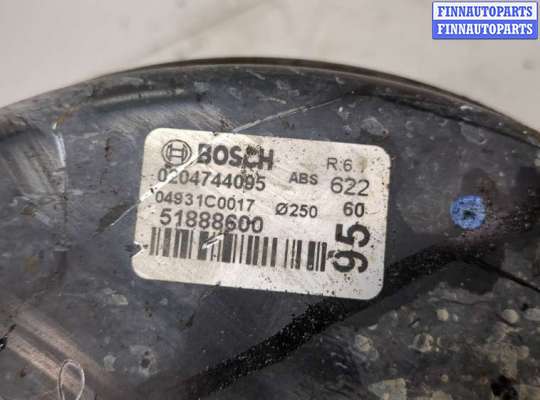 FINNAUTOPARTS
FINNAUTOPARTS
BOSCH R:6.
0204744095 ABS 622
04931C0017 Ø250 60
51888600
95